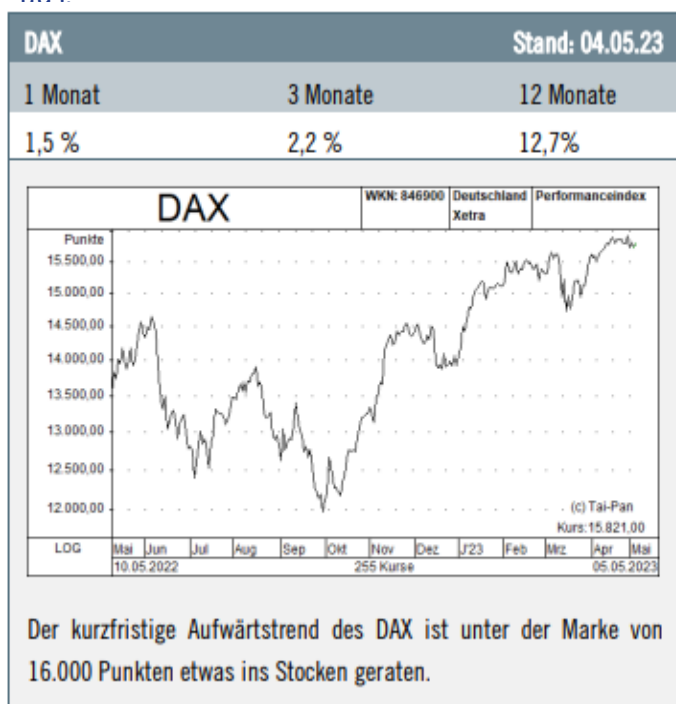 DAX Stand: 04.05.23
1 Monat 3 Monate 12 Monate
1,5 % 2,2 % 12,7%
DAX WKN: 846900 Deutschland Xetra Performanceindex
Punkte
15.500,00
15.000,00
14.500,00
14.000,00
13.500,00
13.000,00
12.500,00
12.000,00
(c) Tai-Pan
Kurs:15.821,00
LOG Mai Jun Jul Aug Sep Okt Nov Dez J'23 Feb Mrz Apr Mai
10.05.2022 255 Kurse 05.05.2023
Der kurzfristige Aufwärtstrend des DAX ist unter der Marke von
16.000 Punkten etwas ins Stocken geraten.